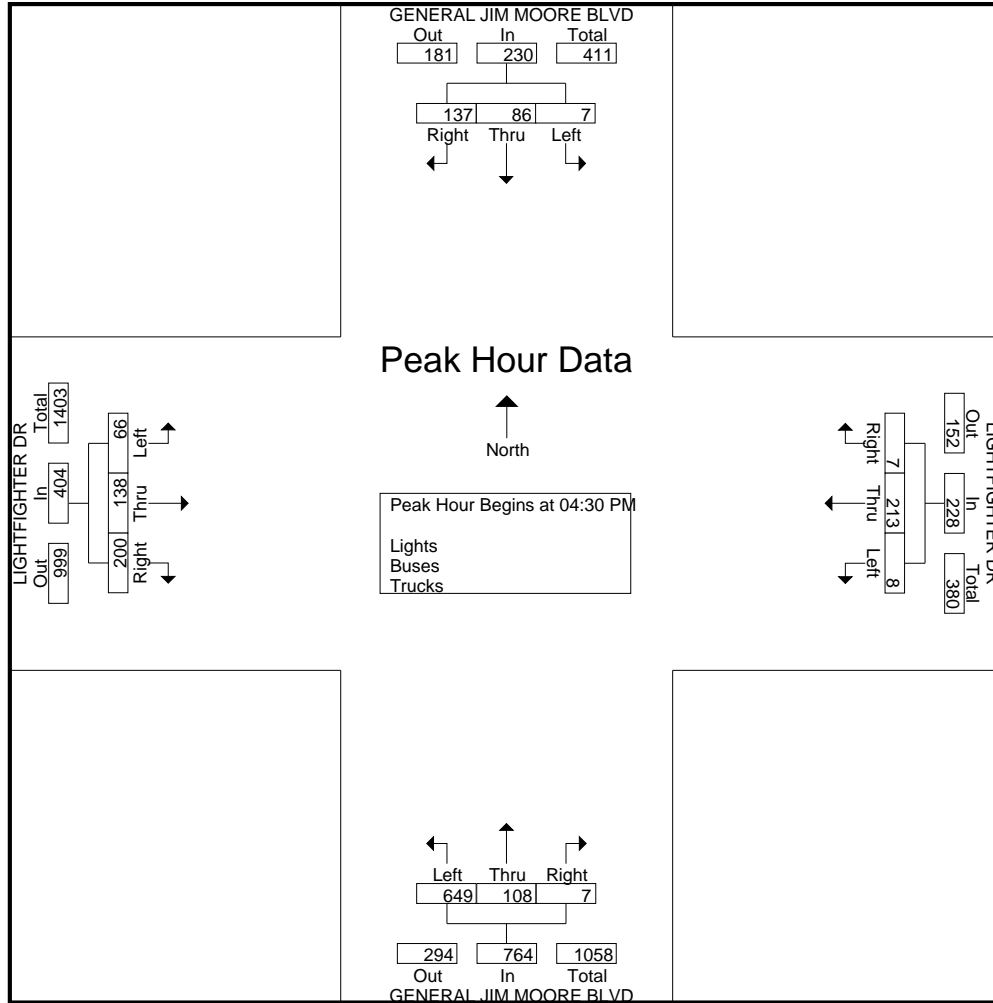 GENERAL JIM MOORE BLVD
Out In Total
181 230 411
137 86 7
Right Thru Left
Peak Hour Data
North
Peak Hour Begins at 04:30 PM
Lights
Buses
Trucks
LIGHTFIGHTER DR
Total In Out
1403 404 999
66 138 200
Left Thru Right
Right Thru Left
7 213 8
152 228 380
Out In Total
LIGHTFIGHTER DR
Left Thru Right
649 108 7
294 764 1058
Out In Total
GENERAL JIM MOORE BLVD